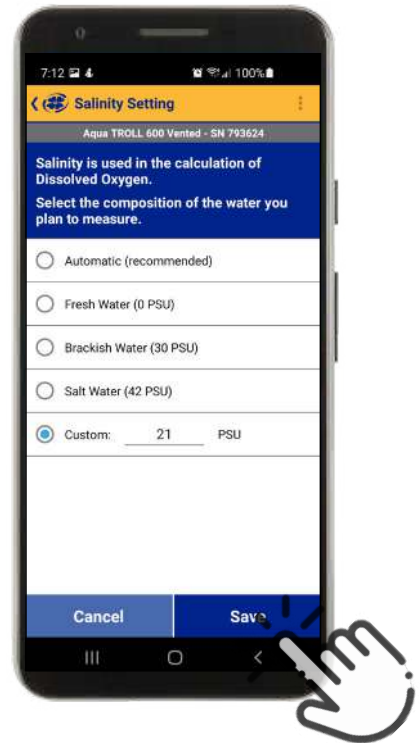 7:12 100%
Salinity Setting
Aqua TROLL 600 Vented - SN 793624
Salinity is used in the calculation of
Dissolved Oxygen.
Select the composition of the water you
plan to measure.
Automatic (recommended)
Fresh Water (0 PSU)
Brackish Water (30 PSU)
Salt Water (42 PSU)
Custom: 21 PSU
Cancel Save